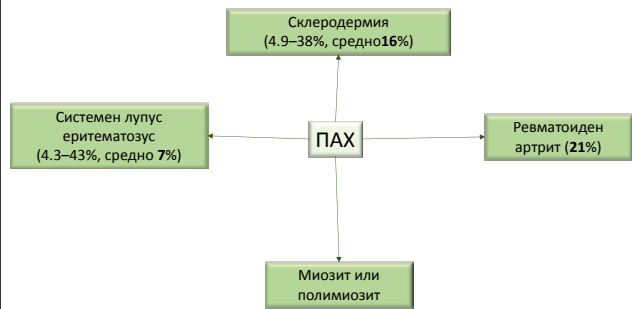 Склеродермия
(4.9–38%, средно16%)
Системен лупус
еритематозус
(4.3–43%, средно 7%)
ПАХ
Ревматоиден
артрит (21%)
Миозит или
полимиозит